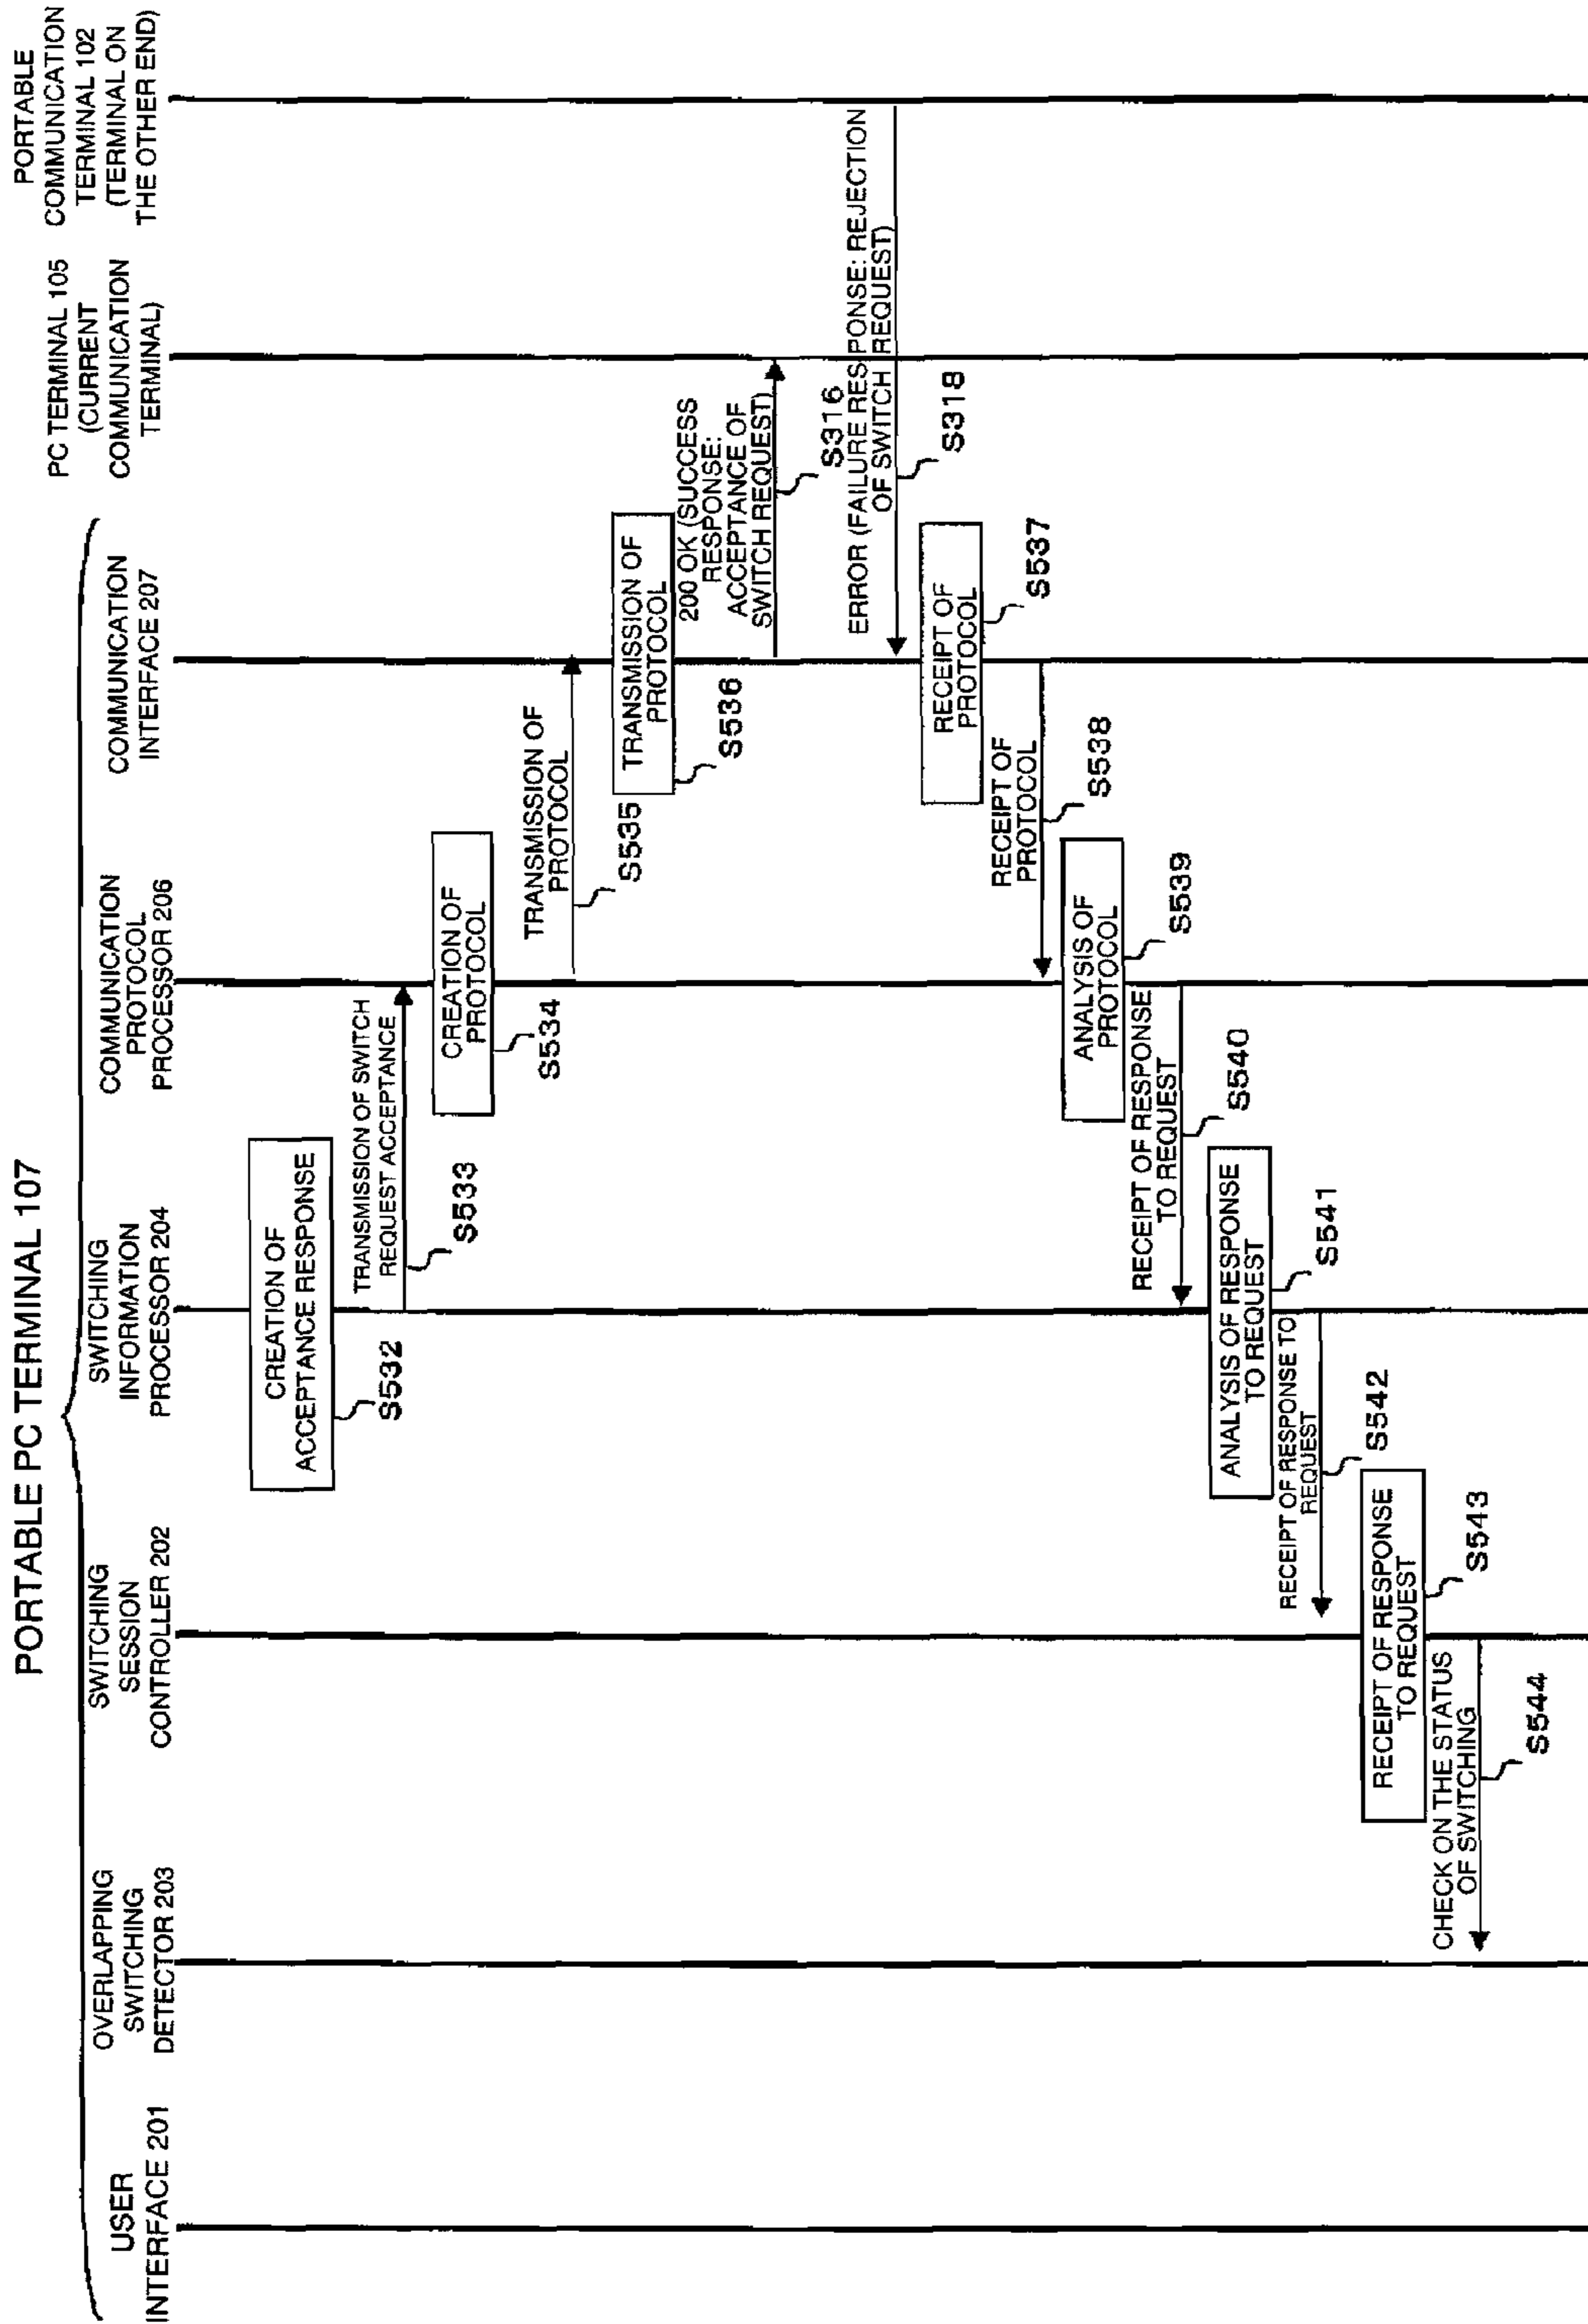 PORTABLE PC TERMINAL 107
USER
INTERFACE 201
OVERLAPPING
SWITCHING
DETECTOR 203
SWITCHING
SESSION
CONTROLLER 202
SWITCHING
INFORMATION
PROCESSOR 204
COMMUNICATION
PROTOCOL
PROCESSOR 206
COMMUNICATION
INTERFACE 207
PC TERMINAL 105
(CURRENT
COMMUNICATION
TERMINAL)
PORTABLE
COMMUNICATION
TERMINAL 102
(TERMINAL ON
THE OTHER END)
CREATION OF
ACCEPTANCE RESPONSE
S532
TRANSMISSION OF SWITCH
REQUEST ACCEPTANCE
S533
CREATION OF
PROTOCOL
S534
TRANSMISSION OF
PROTOCOL
S535
TRANSMISSION OF
PROTOCOL
S536
200 OK (SUCCESS
RESPONSE:
ACCEPTANCE OF
SWITCH REQUEST)
S316
ERROR (FAILURE RESPONSE: REJECTION
OF SWITCH REQUEST)
S318
RECEIPT OF
PROTOCOL
S537
RECEIPT OF
PROTOCOL
S538
ANALYSIS OF
PROTOCOL
S539
RECEIPT OF RESPONSE
TO REQUEST
S540
ANALYSIS OF RESPONSE
TO REQUEST
S541
RECEIPT OF RESPONSE TO
REQUEST
S542
RECEIPT OF RESPONSE
TO REQUEST
S543
CHECK ON THE STATUS
OF SWITCHING
S544